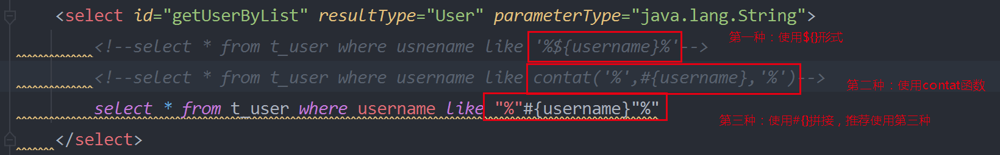 <select id="getUserByList" resultType="User" parameterType="java.lang.String">
<!--select * from t_user where usnename like '%${username}%'-->
第一种：使用${}形式
<!--select * from t_user where username like contat('%',#{username},'%')-->
第二种：使用contat函数
select * from t_user where username like "%"#{username}"%"
第三种：使用#{}拼接，推荐使用第三种
</select>